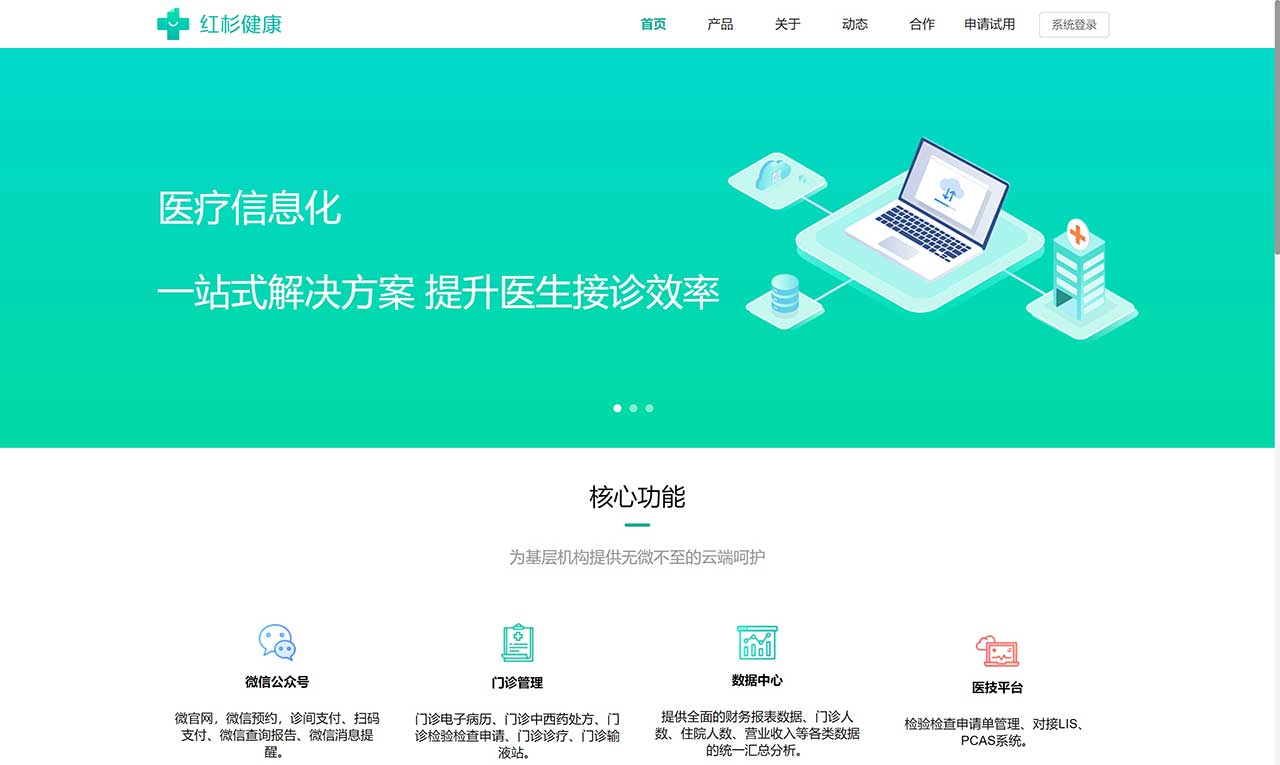 红杉健康
首页 产品 关于 动态 合作 申请试用 系统登录
医疗信息化
一站式解决方案 提升医生接诊效率
核心功能
为基层机构提供无微不至的云端呵护
微信公众号
微官网，微信预约，诊间支付、扫码
支付、微信查询报告、微信消息提
醒。
门诊管理
门诊电子病历、门诊中西药处方、门
诊检验检查申请、门诊诊疗、门诊输
液站。
数据中心
提供全面的财务报表数据、门诊人
数、住院人数、营业收入等各类数据
的统一汇总分析。
医技平台
检验检查申请单管理、对接LIS、
PCAS系统。